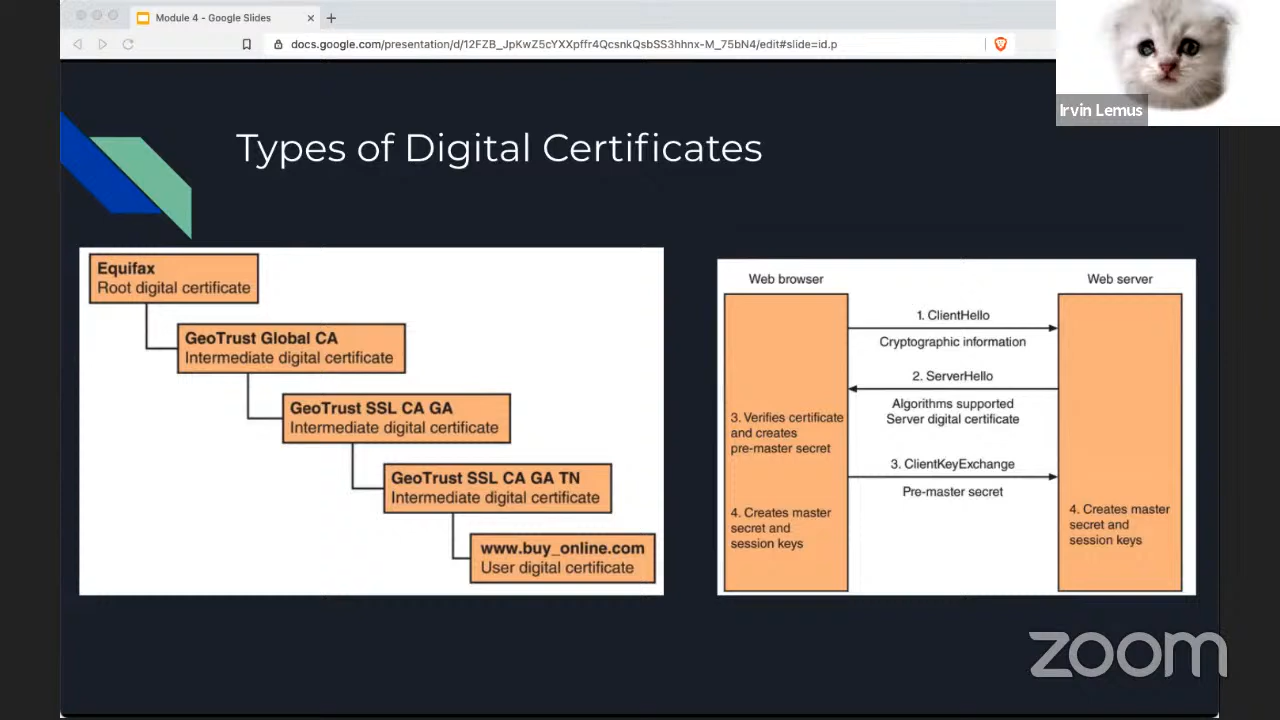 Module 4 - Google Slides
docs.google.com/presentation/d/12FZB_JpKwZ5cYXXpffr4QcsnkQsbSS3hhnx-M_75bN4/edit#slide=id.p
Irvin Lemus
Types of Digital Certificates
Equifax
Root digital certificate
GeoTrust Global CA
Intermediate digital certificate
GeoTrust SSL CA GA
Intermediate digital certificate
GeoTrust SSL CA GA TN
Intermediate digital certificate
www.buy_online.com
User digital certificate
Web browser
Web server
1. ClientHello
Cryptographic information
2. ServerHello
Algorithms supported
Server digital certificate
3. Verifies certificate
and creates
pre-master secret
3. ClientKeyExchange
Pre-master secret
4. Creates master
secret and
session keys
4. Creates master
secret and
session keys
zoom